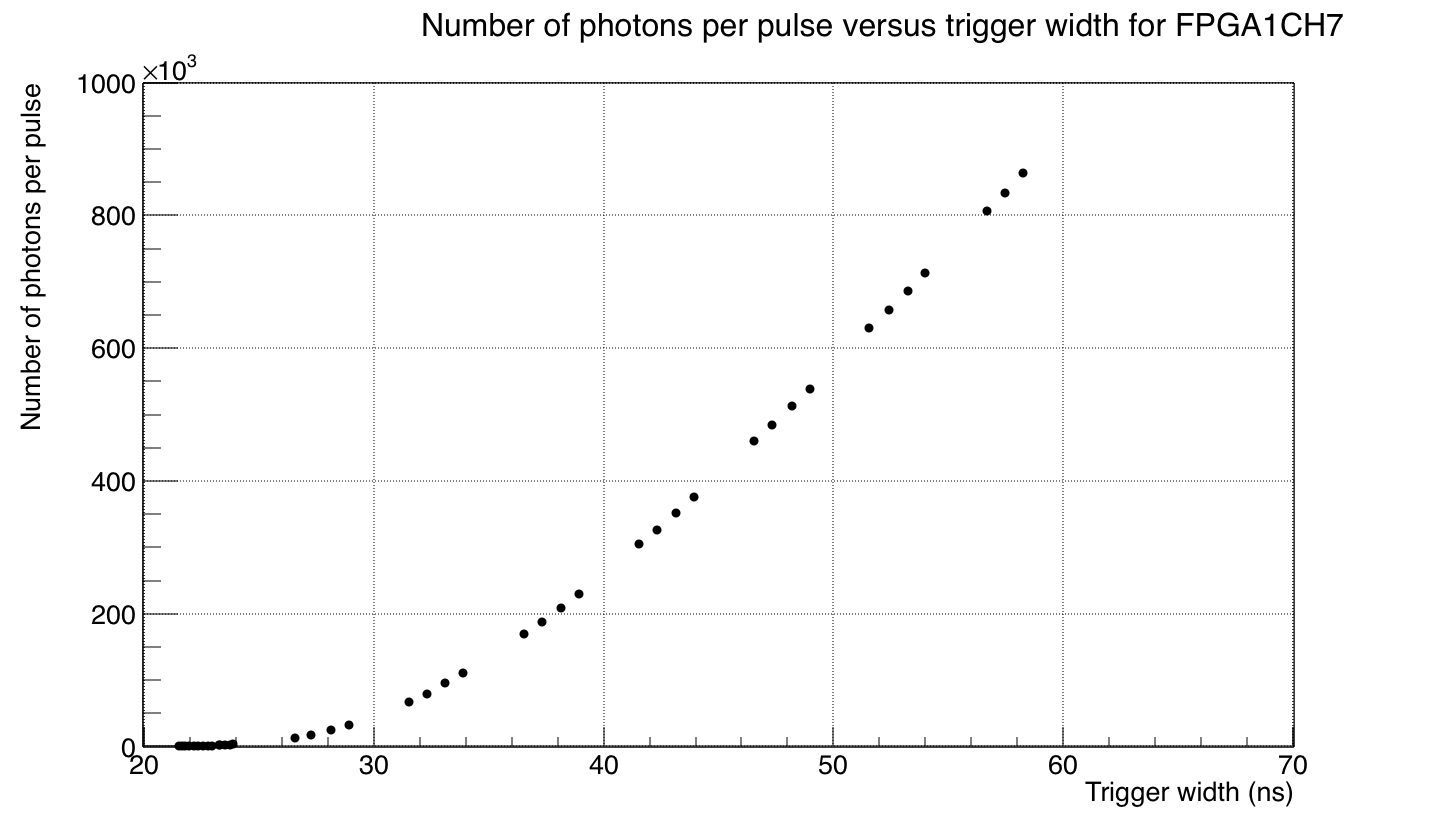 Number of photons per pulse versus trigger width for FPGA1CH7
×10³
Number of photons per pulse
1000
800
600
400
200
0
20 30 40 50 60 70
Trigger width (ns)